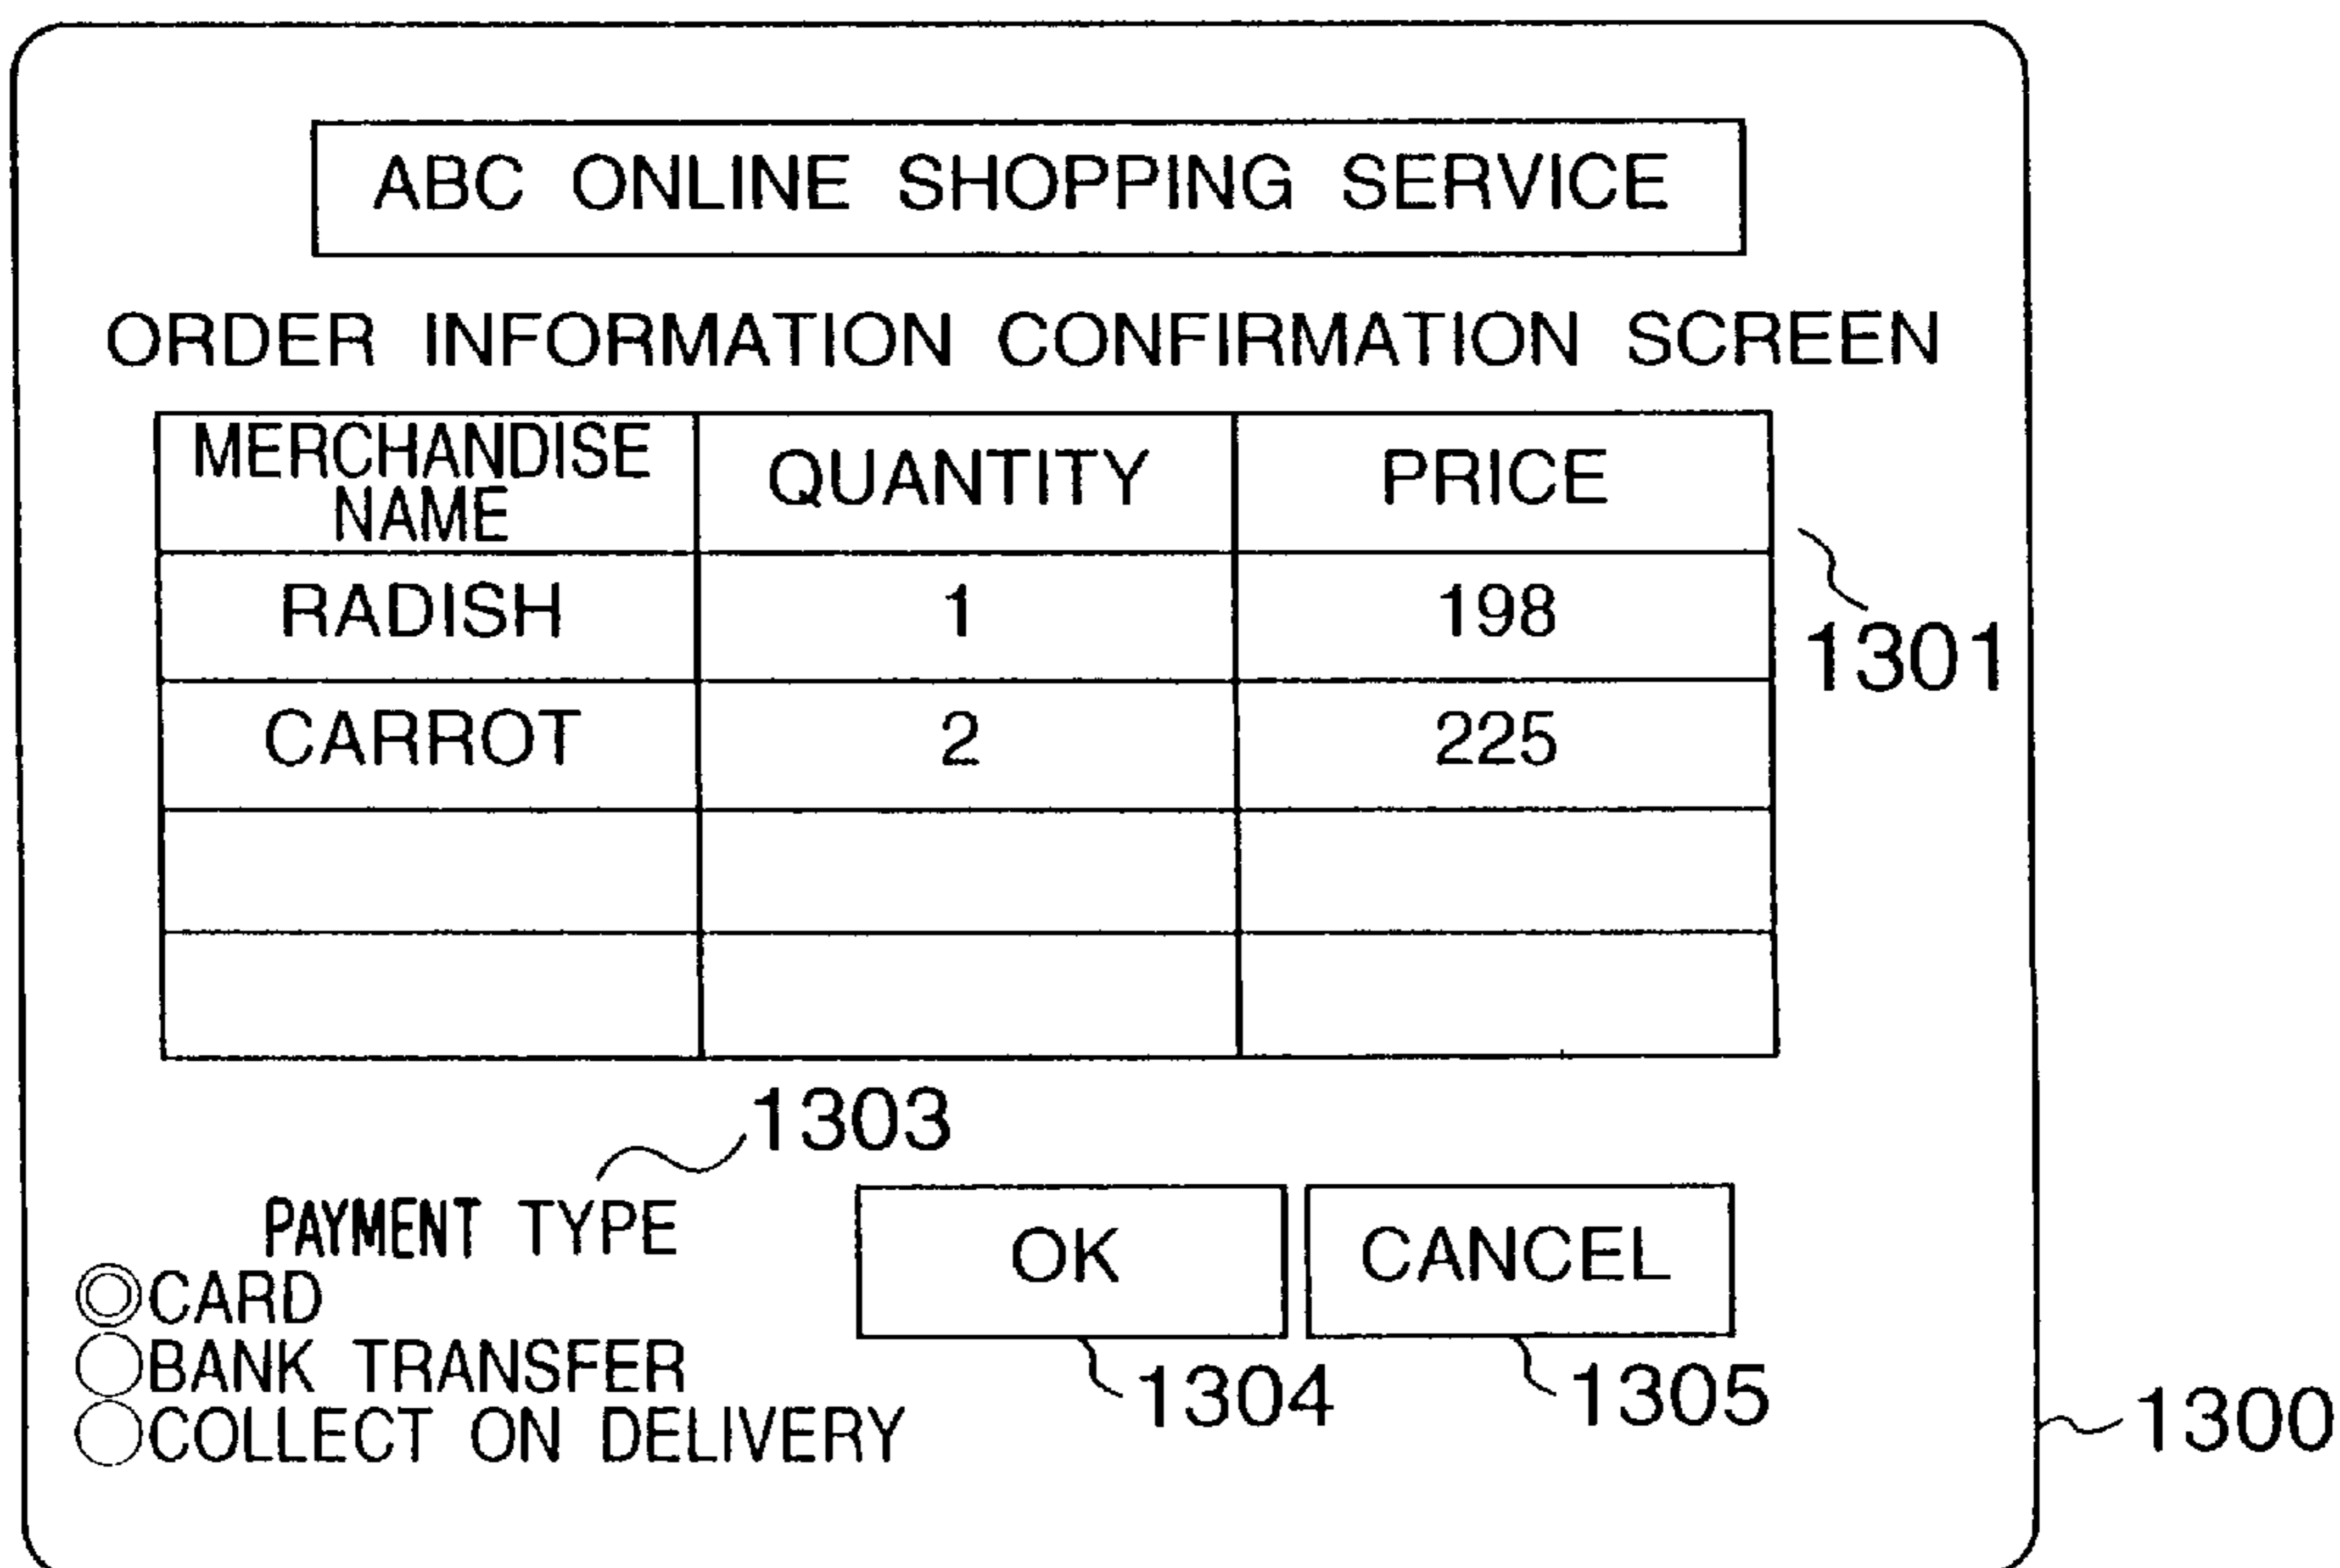 ABC ONLINE SHOPPING SERVICE
ORDER INFORMATION CONFIRMATION SCREEN
MERCHANDISE NAME QUANTITY PRICE
RADISH 1 198
1301
CARROT 2 225
1303
PAYMENT TYPE
OK CANCEL
CARD
BANK TRANSFER
1304 1305
COLLECT ON DELIVERY
1300